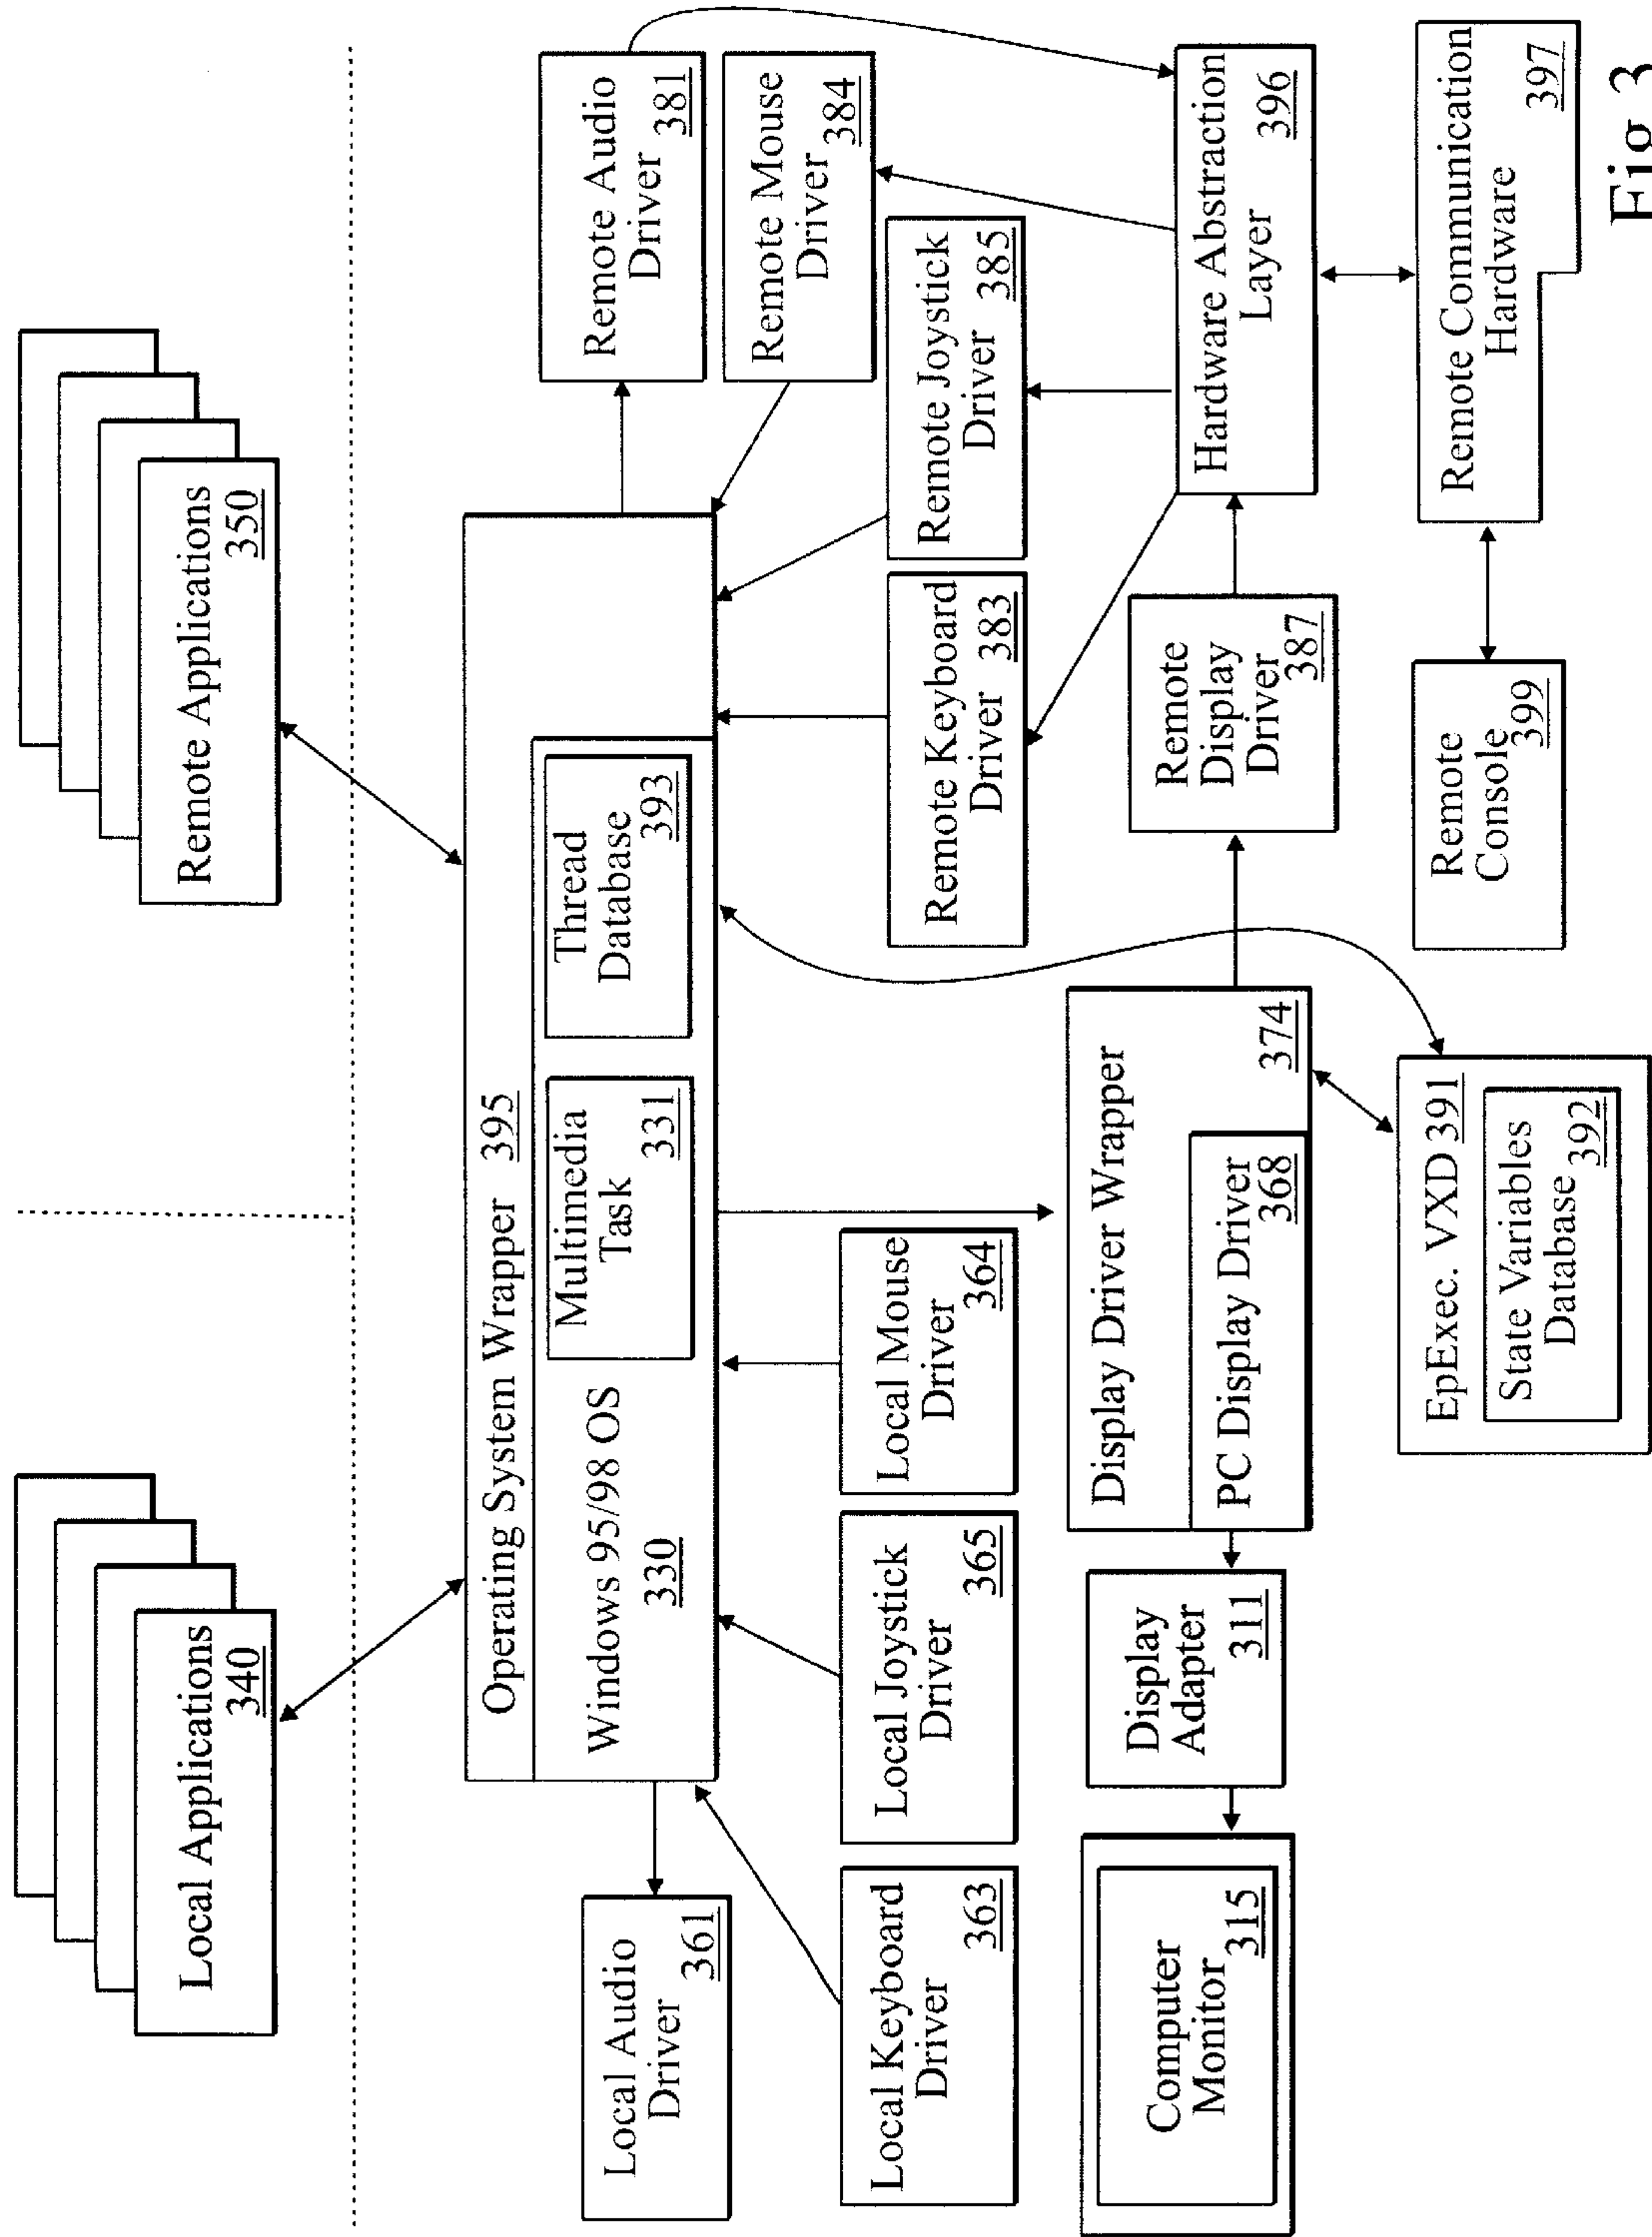 Local Applications
340
Remote Applications
350
Operating System Wrapper 395
Windows 95/98 OS
330
Multimedia
Task
331
Thread
Database
393
Local Audio
Driver
361
Remote Audio
Driver
381
Remote Mouse
Driver
384
Local Keyboard
Driver
363
Local Joystick
Driver
365
Local Mouse
Driver
364
Remote Keyboard
Driver
383
Remote Joystick
Driver
385
Computer
Monitor
315
Display
Adapter
311
Display Driver Wrapper
374
PC Display Driver
368
Remote
Display
Driver
387
Hardware Abstraction
Layer
396
EpExec. VXD 391
State Variables
Database
392
Remote
Console
399
Remote Communication
Hardware
397
Fig 3